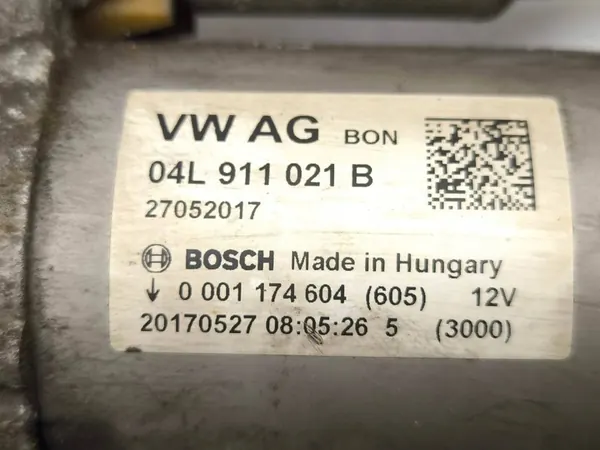 VW AG BON
04L 911 021 B
27052017
BOSCH Made in Hungary
0 001 174 604 (605) 12V
20170527 08:05:26 5 (3000)